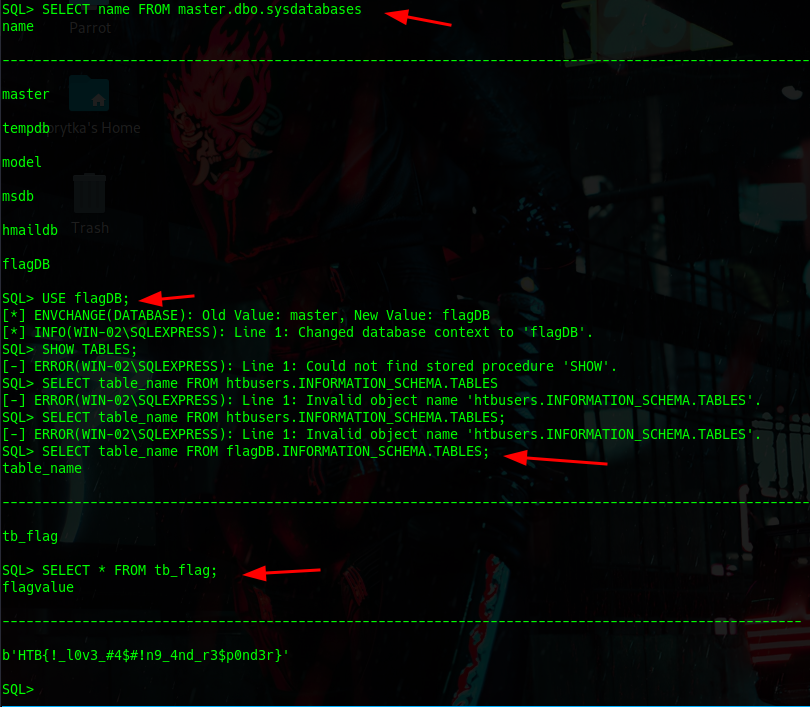 SQL> SELECT name FROM master.dbo.sysdatabases
name
Parrot
--------------------------------------------------------------------------------------------------------------------------------
master
tempdb
orytka's Home
model
msdb
Trash
hmaildb
flagDB
SQL> USE flagDB;
[*] ENVCHANGE(DATABASE): Old Value: master, New Value: flagDB
[*] INFO(WIN-02\SQLEXPRESS): Line 1: Changed database context to 'flagDB'.
SQL> SHOW TABLES;
[-] ERROR(WIN-02\SQLEXPRESS): Line 1: Could not find stored procedure 'SHOW'.
SQL> SELECT table_name FROM htbusers.INFORMATION_SCHEMA.TABLES
[-] ERROR(WIN-02\SQLEXPRESS): Line 1: Invalid object name 'htbusers.INFORMATION_SCHEMA.TABLES'.
SQL> SELECT table_name FROM htbusers.INFORMATION_SCHEMA.TABLES;
[-] ERROR(WIN-02\SQLEXPRESS): Line 1: Invalid object name 'htbusers.INFORMATION_SCHEMA.TABLES'.
SQL> SELECT table_name FROM flagDB.INFORMATION_SCHEMA.TABLES;
table_name
--------------------------------------------------------------------------------------------------------------------------------
tb_flag
SQL> SELECT * FROM tb_flag;
flagvalue
----------------------------------------------------------------------------------------------------
b'HTB{!_l0v3_#4$#!n9_4nd_r3$p0nd3r}'
SQL>